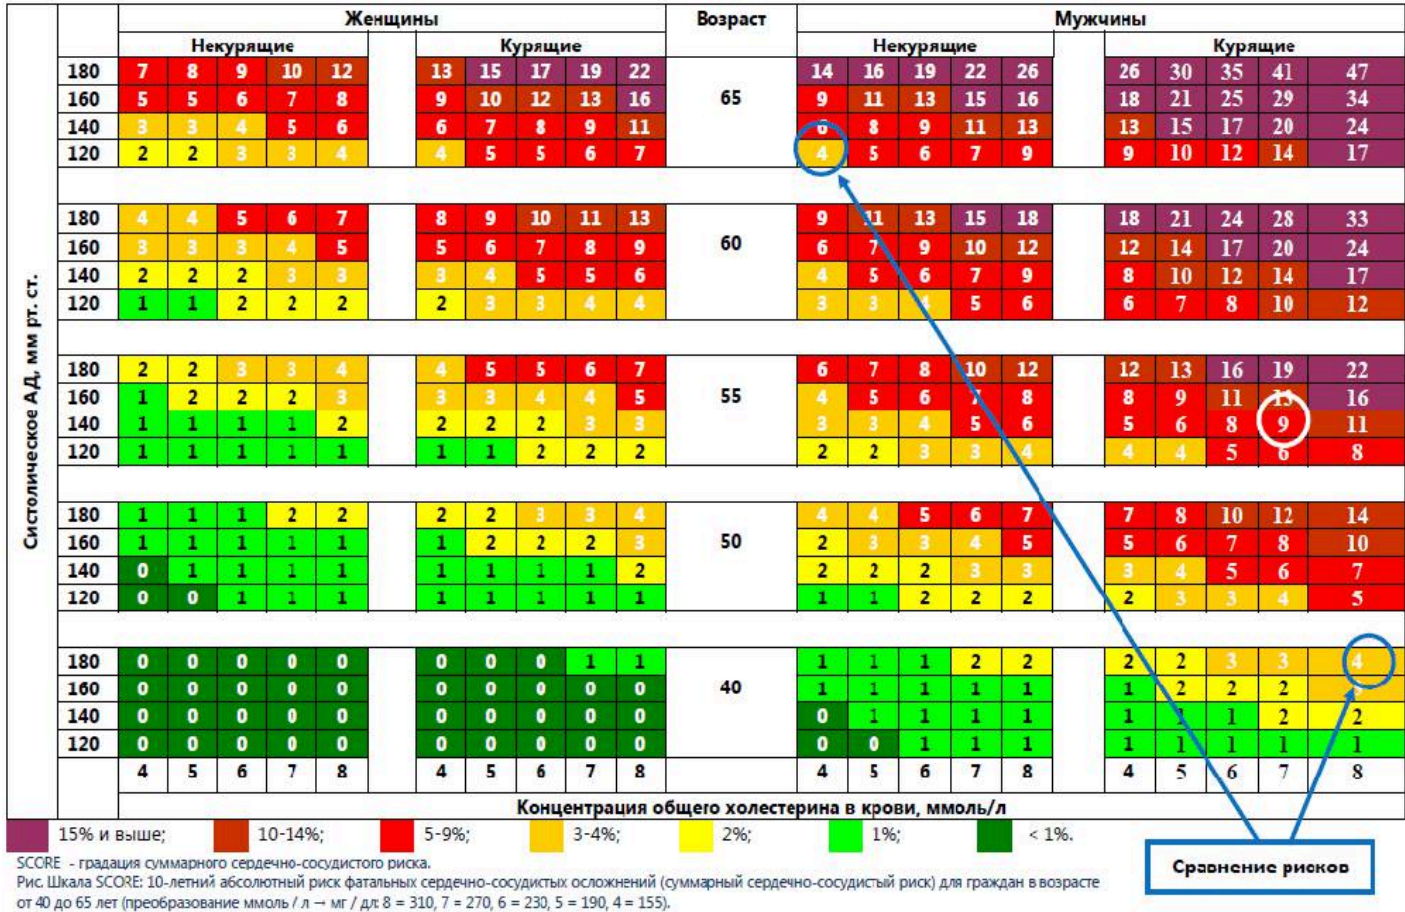 Женщины Возраст Мужчины
Некурящие Курящие Некурящие Курящие
180 7 8 9 10 12 13 15 17 19 22 14 16 19 22 26 26 30 35 41 47
160 5 5 6 7 8 9 10 12 13 16 65 9 11 13 15 16 18 21 25 29 34
140 3 3 4 5 6 6 7 8 9 11 6 8 9 11 13 13 15 17 20 24
120 2 2 3 3 4 4 5 5 6 7 4 5 6 7 9 9 10 12 14 17
180 4 4 5 6 7 8 9 10 11 13 9 11 13 15 18 18 21 24 28 33
160 3 3 3 4 5 5 6 7 8 9 60 6 7 9 10 12 12 14 17 20 24
140 2 2 2 3 3 3 4 5 5 6 4 5 6 7 9 8 10 12 14 17
120 1 1 2 2 2 2 3 3 4 4 3 3 4 5 6 6 7 8 10 12
Систолическое АД, мм рт. ст.
180 2 2 3 3 4 4 5 5 6 7 6 7 8 10 12 12 13 16 19 22
160 1 2 2 2 3 3 3 4 4 5 55 4 5 6 7 8 8 9 11 13 16
140 1 1 1 1 2 2 2 2 3 3 3 3 4 5 6 5 6 8 9 11
120 1 1 1 1 1 1 1 2 2 2 2 2 3 3 4 4 4 5 6 8
180 1 1 1 2 2 2 2 3 3 4 4 4 5 6 7 7 8 10 12 14
160 1 1 1 1 1 1 2 2 2 3 50 2 3 3 4 5 5 6 7 8 10
140 0 1 1 1 1 1 1 1 1 2 2 2 2 3 3 3 4 5 6 7
120 0 0 1 1 1 1 1 1 1 1 1 1 2 2 2 2 3 3 4 5
180 0 0 0 0 0 0 0 0 1 1 1 1 1 2 2 2 2 3 3 4
160 0 0 0 0 0 0 0 0 0 0 40 1 1 1 1 1 1 2 2 2
140 0 0 0 0 0 0 0 0 0 0 0 1 1 1 1 1 1 1 2 2
120 0 0 0 0 0 0 0 0 0 0 0 0 1 1 1 1 1 1 1 1
4 5 6 7 8 4 5 6 7 8 4 5 6 7 8 4 5 6 7 8
Концентрация общего холестерина в крови, ммоль/л
15% и выше; 10-14%; 5-9%; 3-4%; 2%; 1%; < 1%.
Сравнение рисков
SCORE - градация суммарного сердечно-сосудистого риска.
Рис. Шкала SCORE: 10-летний абсолютный риск фатальных сердечно-сосудистых осложнений (суммарный сердечно-сосудистый риск) для граждан в возрасте
от 40 до 65 лет (преобразование ммоль / л → мг / дл: 8 = 310, 7 = 270, 6 = 230, 5 = 190, 4 = 155).